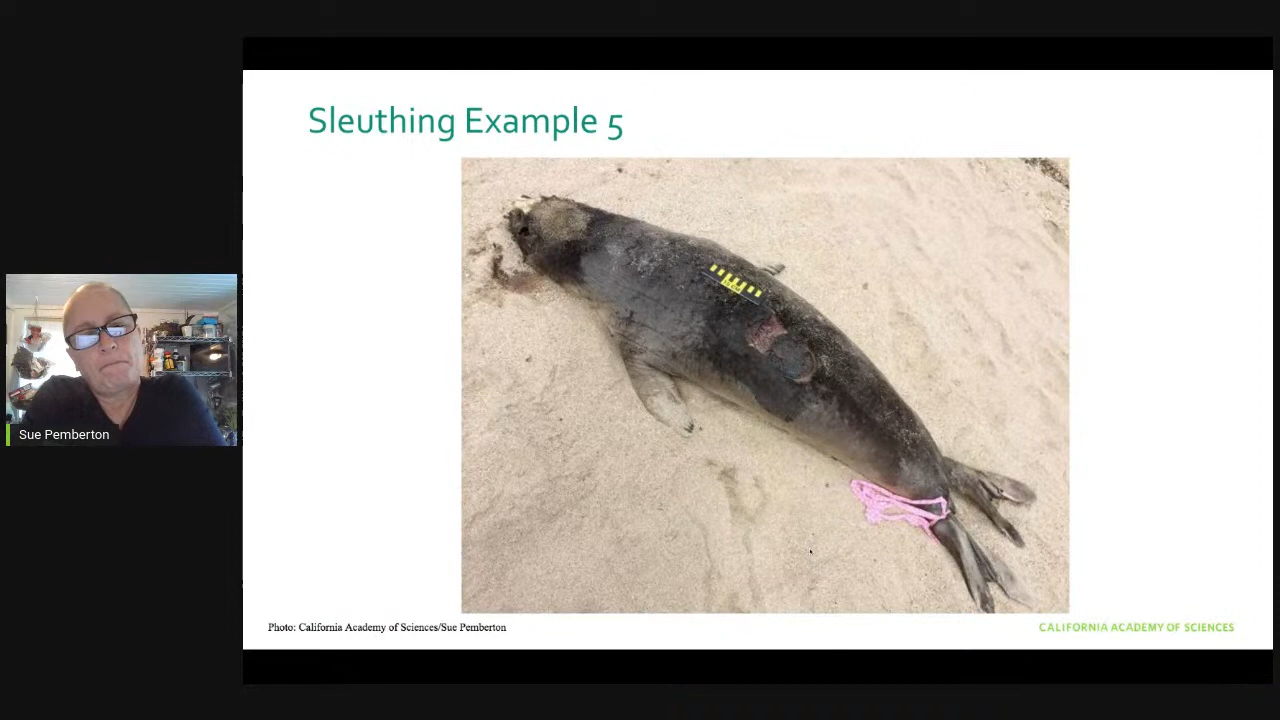 Sleuthing Example 5
Sue Pemberton
Photo: California Academy of Sciences/Sue Pemberton
CALIFORNIA ACADEMY OF SCIENCES